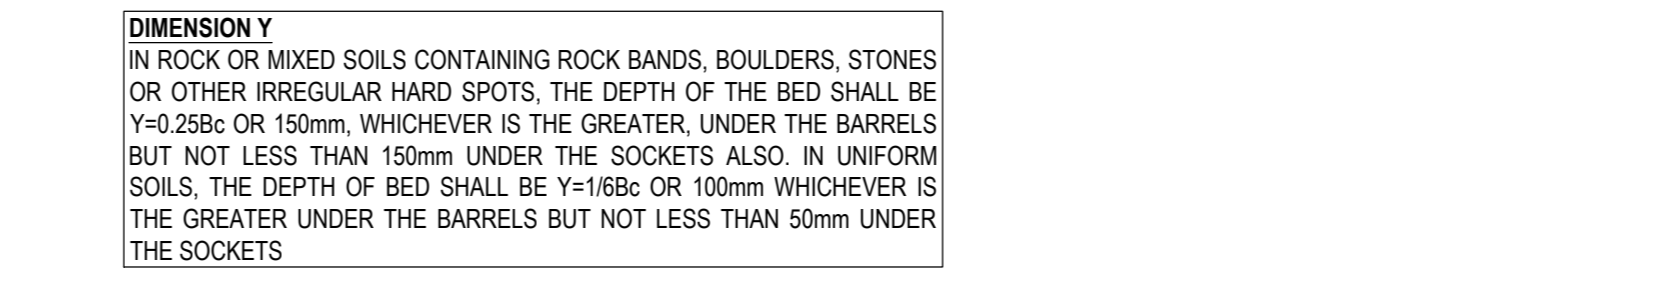 DIMENSION Y
IN ROCK OR MIXED SOILS CONTAINING ROCK BANDS, BOULDERS, STONES
OR OTHER IRREGULAR HARD SPOTS, THE DEPTH OF THE BED SHALL BE
Y=0.25Bc OR 150mm, WHICHEVER IS THE GREATER, UNDER THE BARRELS
BUT NOT LESS THAN 150mm UNDER THE SOCKETS ALSO. IN UNIFORM
SOILS, THE DEPTH OF BED SHALL BE Y=1/6Bc OR 100mm WHICHEVER IS
THE GREATER UNDER THE BARRELS BUT NOT LESS THAN 50mm UNDER
THE SOCKETS